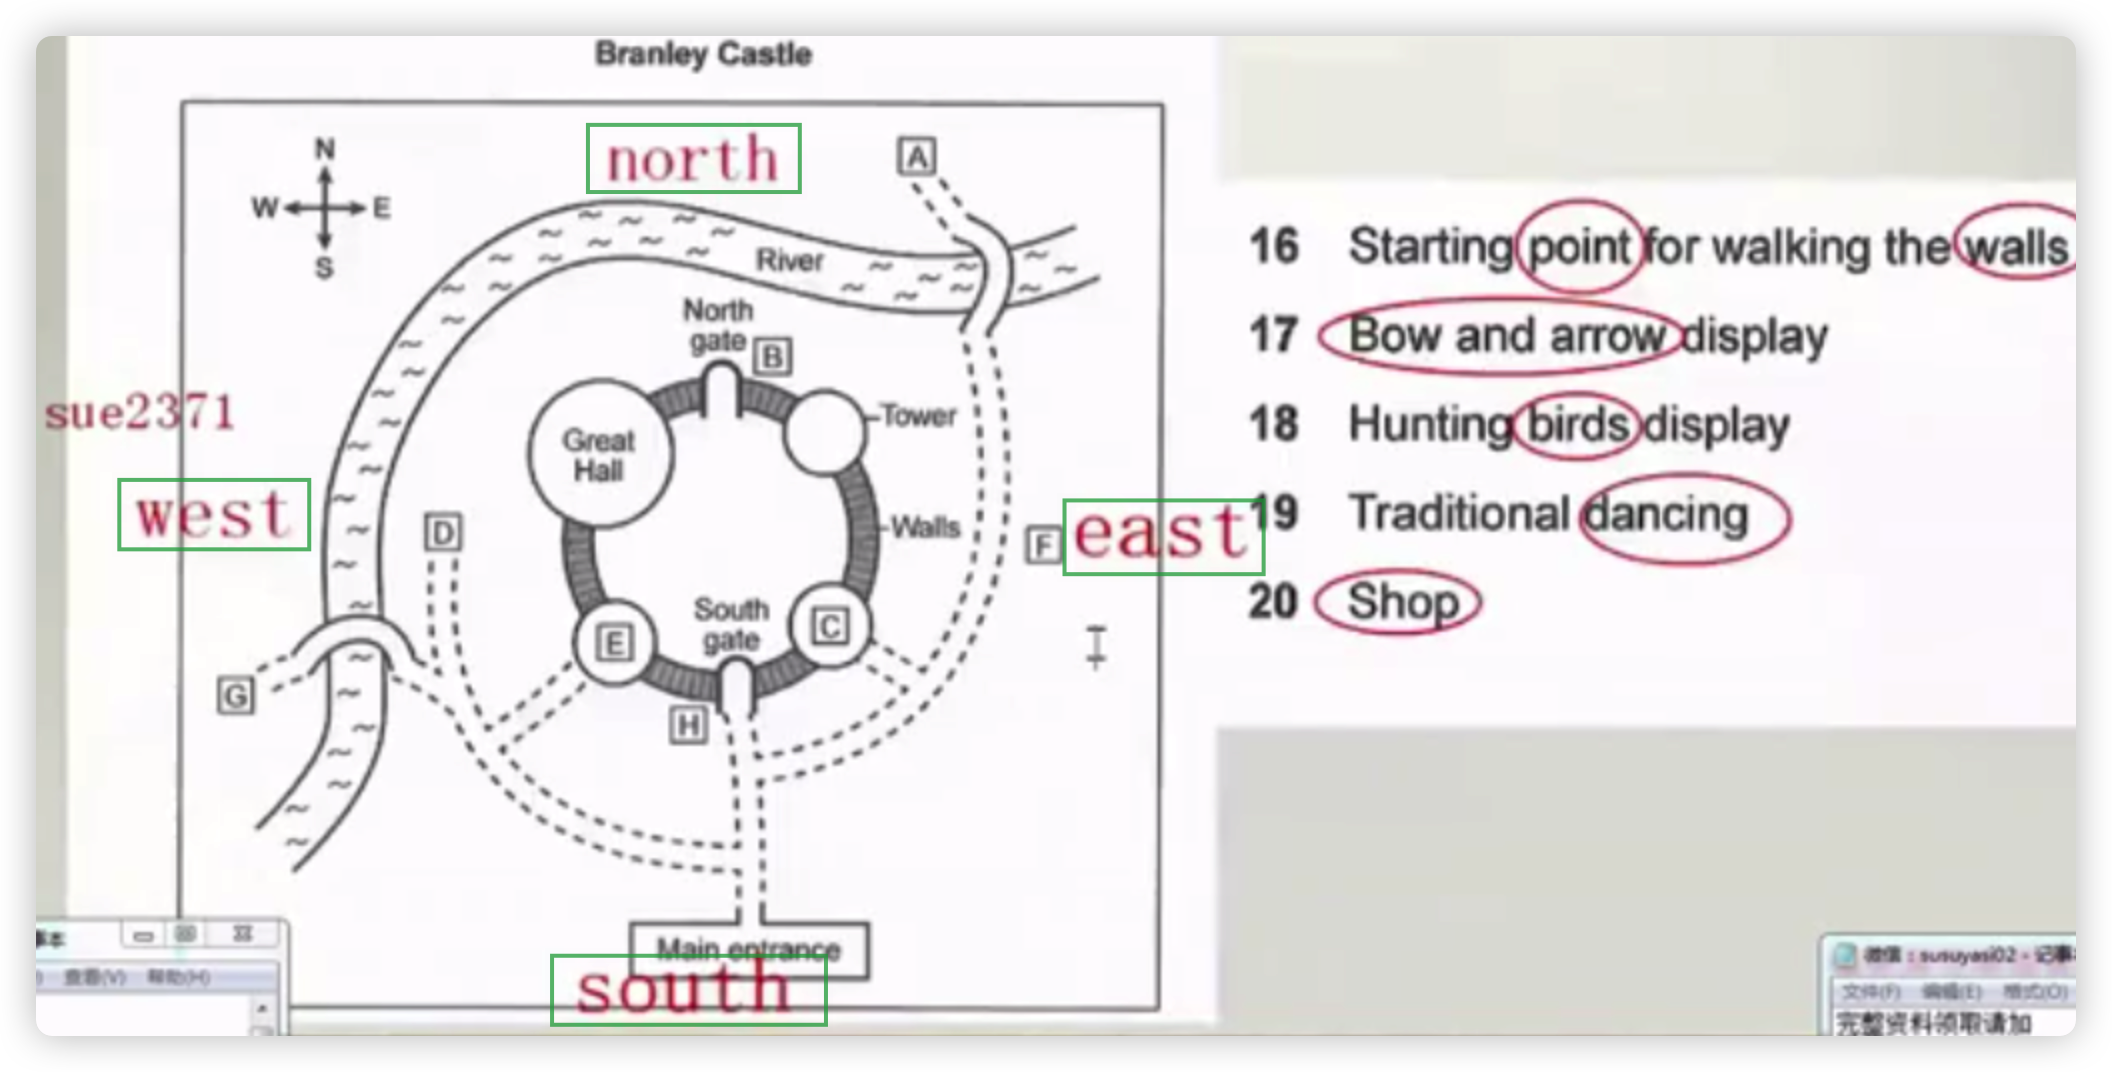 Branley Castle
north
A
N
W E
S
River
North
gate
B
Tower
sue2371
Great
Hall
west
D
Walls
F
east
South
gate
E
C
G
H
Main entrance
south
16 Starting point for walking the walls
17 Bow and arrow display
18 Hunting birds display
19 Traditional dancing
20 Shop
查看(V) 帮助(H)
微信：susuyasi02 - 记事
文件(F) 编辑(E) 格式(O)
完整资料领取请加